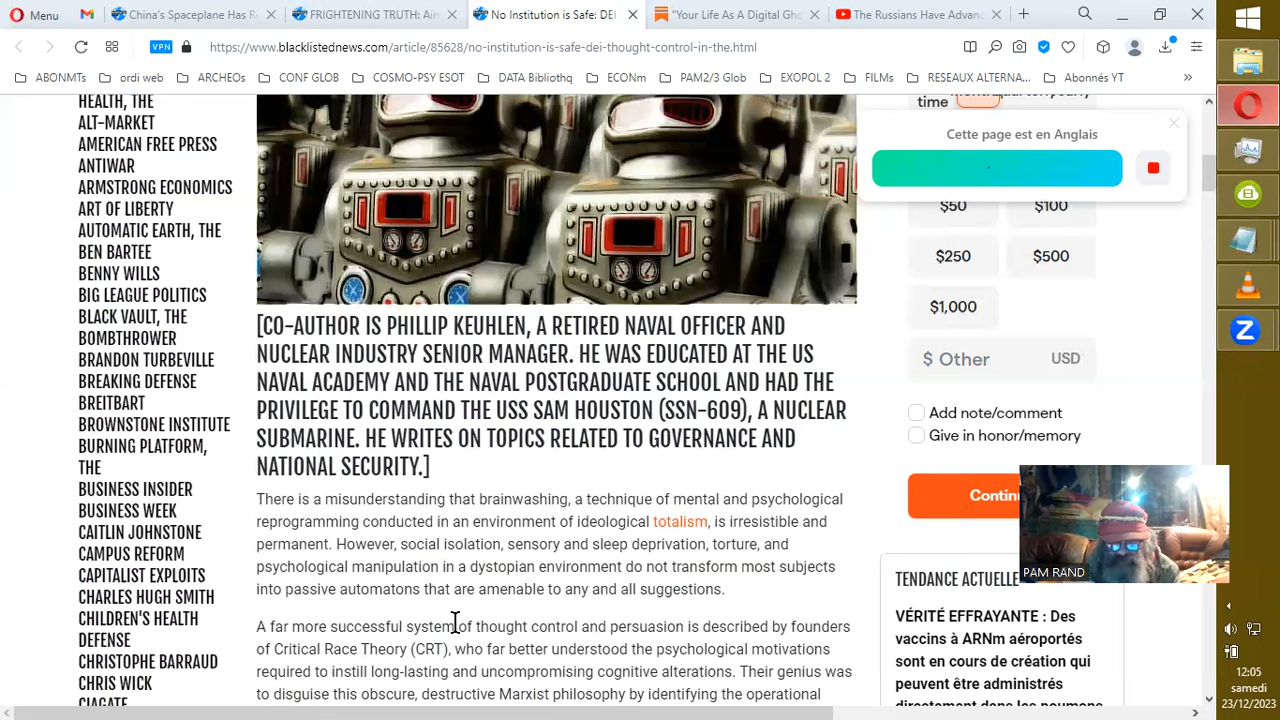 Menu
China's Spaceplane Has R
FRIGHTENING TRUTH: Air
No Institution is Safe: DEI
"Your Life As A Digital Gho
The Russians Have Advan
VPN
https://www.blacklistednews.com/article/85628/no-institution-is-safe-dei-thought-control-in-the.html
ABONMTs
ordi web
ARCHEOs
CONF GLOB
COSMO-PSY ESOT
DATA Bibliothq
ECONm
PAM2/3 Glob
EXOPOL 2
FILMs
RESEAUX ALTERNA...
Abonnés YT
HEALTH, THE
ALT-MARKET
AMERICAN FREE PRESS
ANTIWAR
ARMSTRONG ECONOMICS
ART OF LIBERTY
AUTOMATIC EARTH, THE
BEN BARTEE
BENNY WILLS
BIG LEAGUE POLITICS
BLACK VAULT, THE
BOMBTHROWER
BRANDON TURBEVILLE
BREAKING DEFENSE
BREITBART
BROWNSTONE INSTITUTE
BURNING PLATFORM,
THE
BUSINESS INSIDER
BUSINESS WEEK
CAITLIN JOHNSTONE
CAMPUS REFORM
CAPITALIST EXPLOITS
CHARLES HUGH SMITH
CHILDREN'S HEALTH
DEFENSE
CHRISTOPHE BARRAUD
CHRIS WICK
CIAGATE
[CO-AUTHOR IS PHILLIP KEUHLEN, A RETIRED NAVAL OFFICER AND
NUCLEAR INDUSTRY SENIOR MANAGER. HE WAS EDUCATED AT THE US
NAVAL ACADEMY AND THE NAVAL POSTGRADUATE SCHOOL AND HAD THE
PRIVILEGE TO COMMAND THE USS SAM HOUSTON (SSN-609), A NUCLEAR
SUBMARINE. HE WRITES ON TOPICS RELATED TO GOVERNANCE AND
NATIONAL SECURITY.]
There is a misunderstanding that brainwashing, a technique of mental and psychological
reprogramming conducted in an environment of ideological totalism, is irresistible and
permanent. However, social isolation, sensory and sleep deprivation, torture, and
psychological manipulation in a dystopian environment do not transform most subjects
into passive automatons that are amenable to any and all suggestions.
A far more successful system of thought control and persuasion is described by founders
of Critical Race Theory (CRT), who far better understood the psychological motivations
required to instill long-lasting and uncompromising cognitive alterations. Their genius was
to disguise this obscure, destructive Marxist philosophy by identifying the operational
time
Cette page est en Anglais
$50
$100
$250
$500
$1,000
$ Other
USD
Add note/comment
Give in honor/memory
Continu
PAM RAND
TENDANCE ACTUELLE
VÉRITÉ EFFRAYANTE : Des
vaccins à ARNm aéroportés
sont en cours de création qui
peuvent être administrés
directement dans les poumons
12:05
samedi
23/12/2023